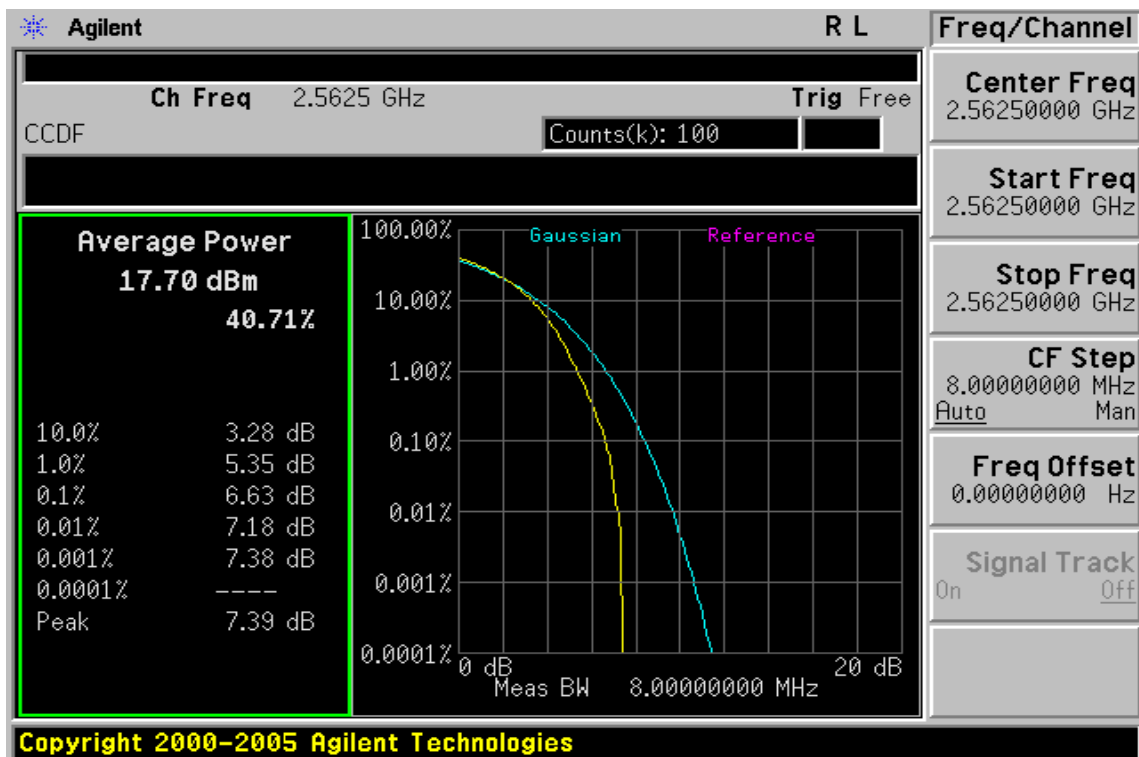 Agilent
R L
Ch Freq 2.5625 GHz
Trig Free
CCDF
Counts(k): 100
Average Power
17.70 dBm
40.71%
10.0% 3.28 dB
1.0% 5.35 dB
0.1% 6.63 dB
0.01% 7.18 dB
0.001% 7.38 dB
0.0001% ----
Peak 7.39 dB
100.00%
10.00%
1.00%
0.10%
0.01%
0.001%
0.0001%
Gaussian
Reference
0 dB
20 dB
Meas BW 8.00000000 MHz
Freq/Channel
Center Freq
2.56250000 GHz
Start Freq
2.56250000 GHz
Stop Freq
2.56250000 GHz
CF Step
8.00000000 MHz
Auto Man
Freq Offset
0.00000000 Hz
Signal Track
On Off
Copyright 2000-2005 Agilent Technologies